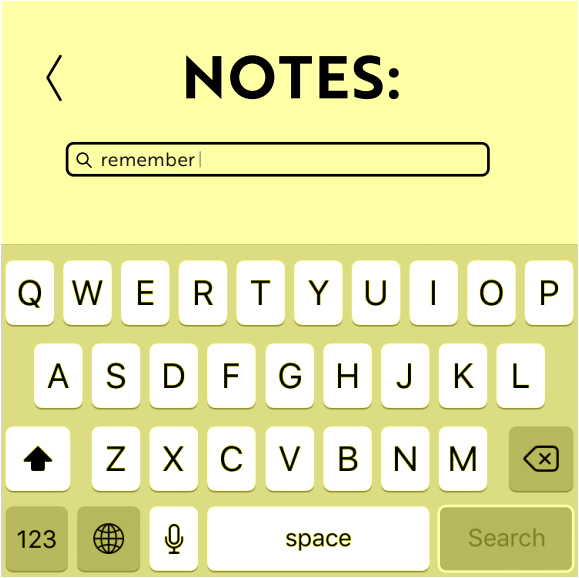 NOTES:
remember
Q W E R T Y U I O P
A S D F G H J K L
Z X C V B N M
123 space Search